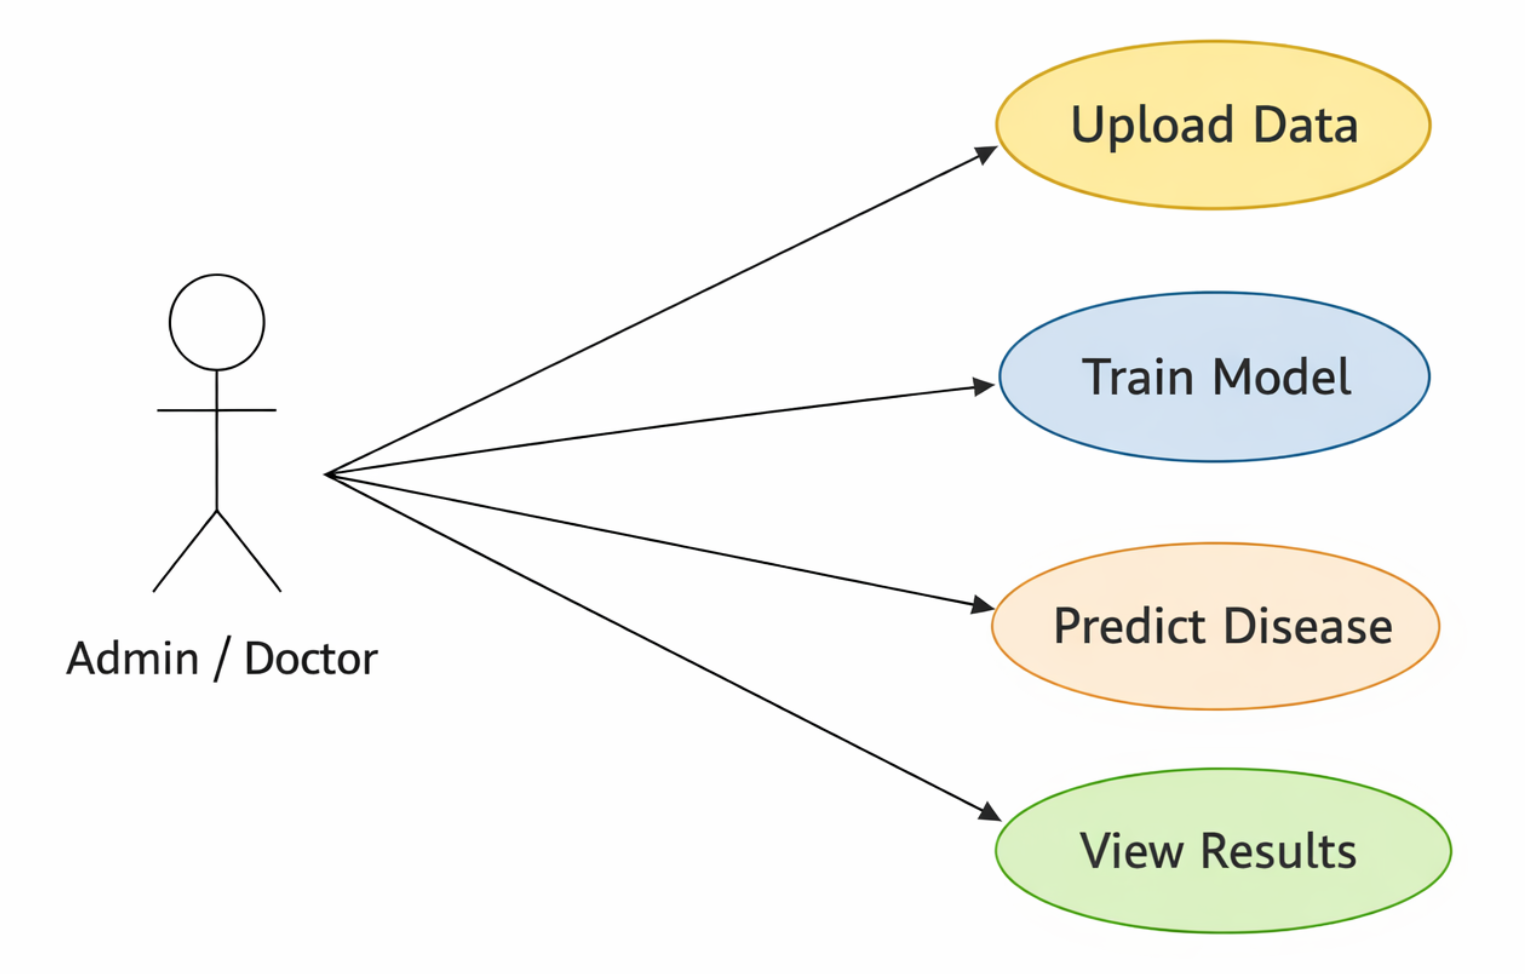 Upload Data
Train Model
Predict Disease
View Results
Admin / Doctor